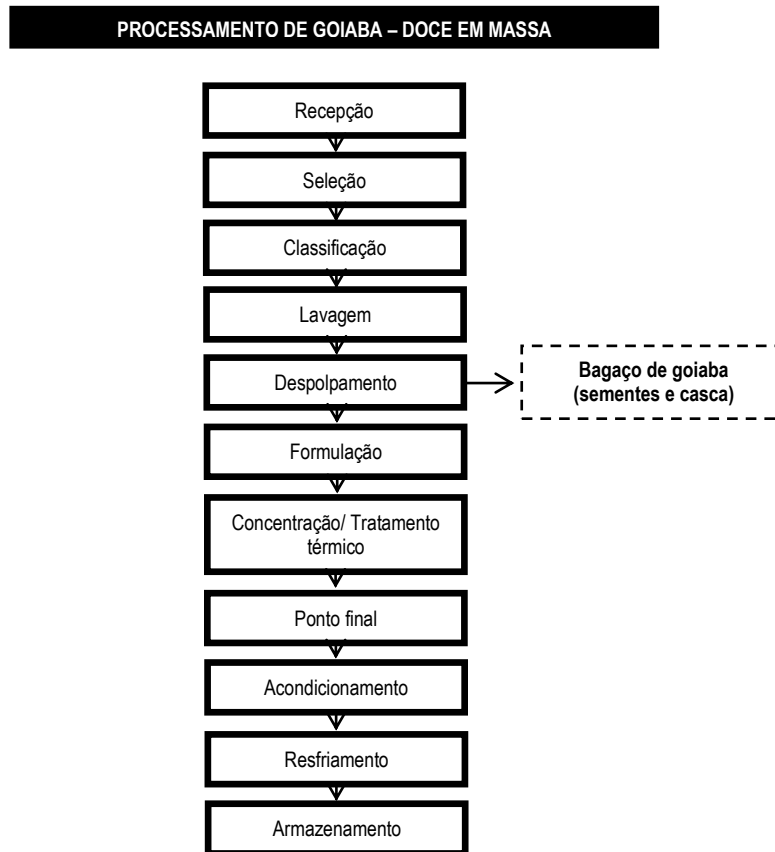 PROCESSAMENTO DE GOIABA – DOCE EM MASSA
Recepção
Seleção
Classificação
Lavagem
Despolpamento
Bagaço de goiaba
(sementes e casca)
Formulação
Concentração/ Tratamento
térmico
Ponto final
Acondicionamento
Resfriamento
Armazenamento